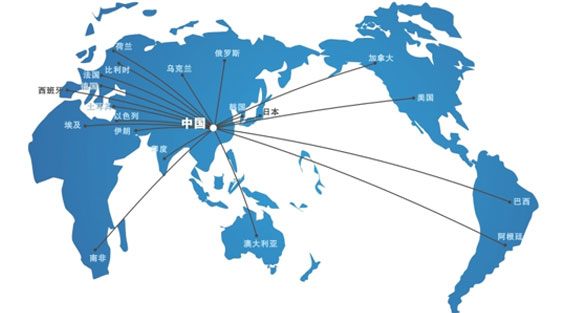 荷兰
俄罗斯
加拿大
比利时
乌克兰
法国
西班牙
美国
韩国
日本
土耳其
以色列
中国
埃及
伊朗
印度
巴西
阿根廷
澳大利亚
南非